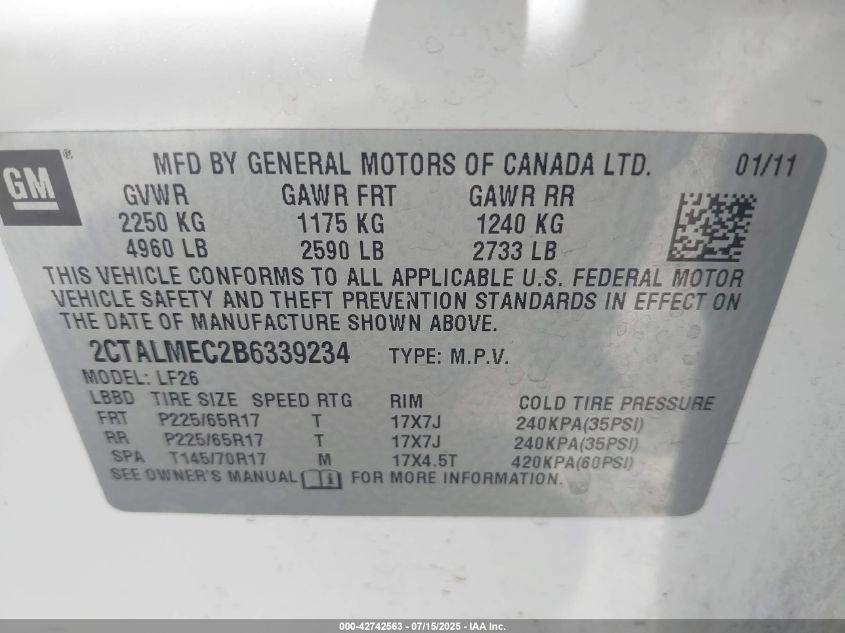 GM®
MFD BY GENERAL MOTORS OF CANADA LTD. 01/11
GVWR GAWR FRT GAWR RR
2250 KG 1175 KG 1240 KG
4960 LB 2590 LB 2733 LB
THIS VEHICLE CONFORMS TO ALL APPLICABLE U.S. FEDERAL MOTOR
VEHICLE SAFETY AND THEFT PREVENTION STANDARDS IN EFFECT ON
THE DATE OF MANUFACTURE SHOWN ABOVE.
2CTALMEC2B6339234 TYPE: M.P.V.
MODEL: LF26
LBBD TIRE SIZE SPEED RTG RIM COLD TIRE PRESSURE
FRT P225/65R17 T 17X7J 240KPA(35PSI)
RR P225/65R17 T 17X7J 240KPA(35PSI)
SPA T145/70R17 M 17X4.5T 420KPA(60PSI)
SEE OWNER'S MANUAL FOR MORE INFORMATION.
000-42742563 - 07/15/2025 - IAA Inc.